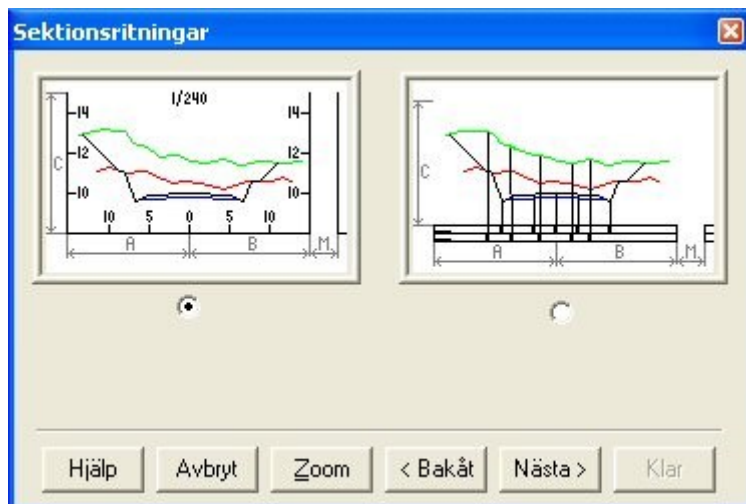 Sektionsritningar
1/240
14 14
12 12
C
10 10
10 5 0 5 10
A B M
C
A B M
Hjälp Avbryt Zoom < Bakåt Nästa > Klar